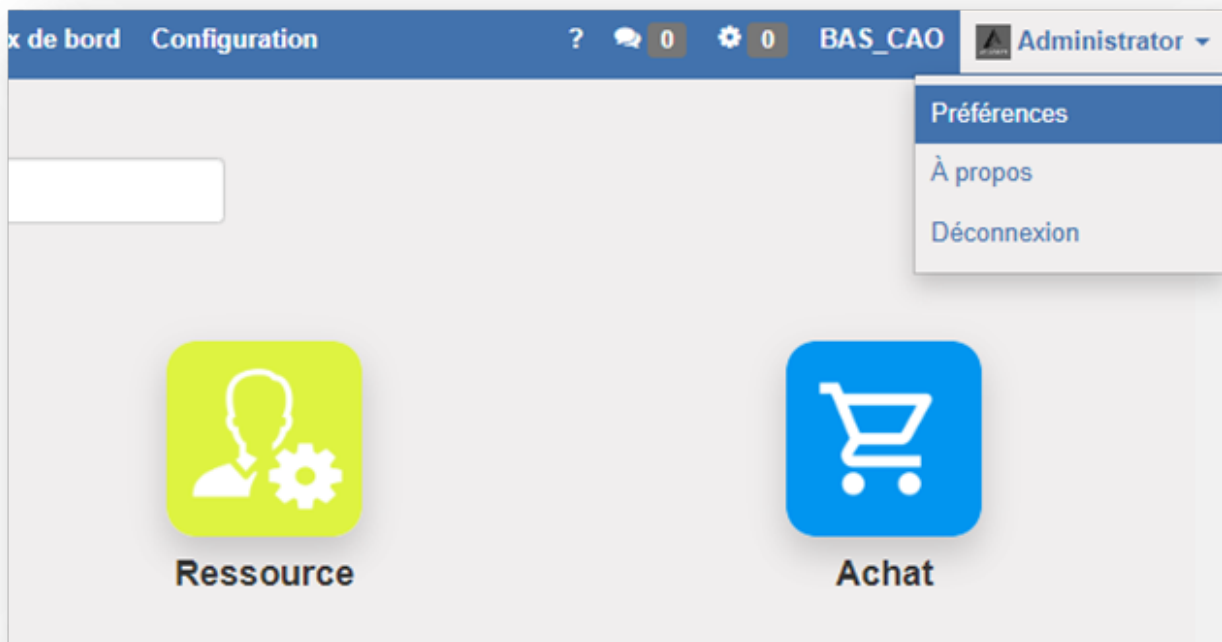 x de bord Configuration ? 0 0 BAS_CAO Administrator
Préférences
À propos
Déconnexion
Ressource Achat